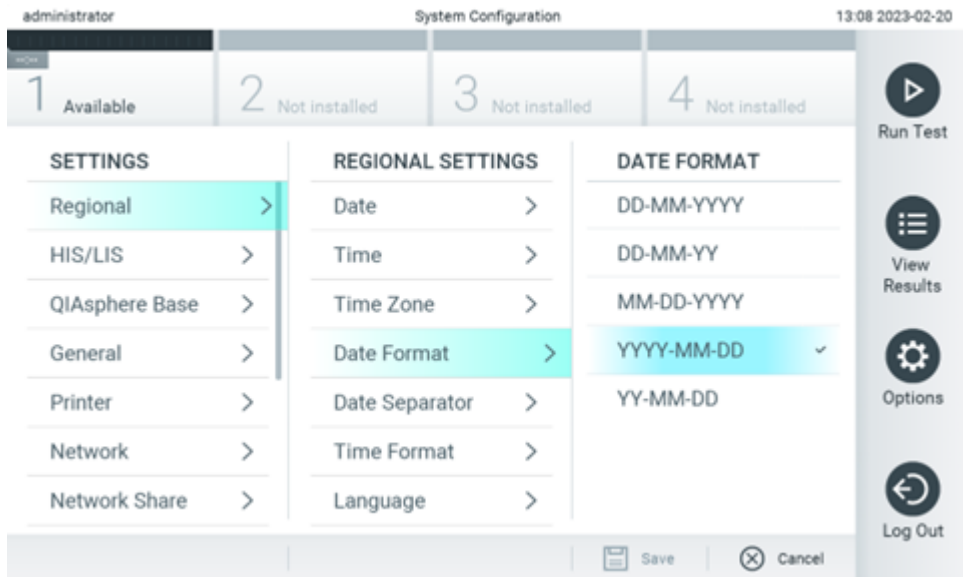 administrator System Configuration 13:08 2023-02-20
1 Available 2 Not installed 3 Not installed 4 Not installed
Run Test
SETTINGS REGIONAL SETTINGS DATE FORMAT
Regional Date DD-MM-YYYY
HIS/LIS Time DD-MM-YY
View
Results
QIAsphere Base Time Zone MM-DD-YYYY
General Date Format YYYY-MM-DD
Printer Date Separator YY-MM-DD
Options
Network Time Format
Network Share Language
Log Out
Save Cancel